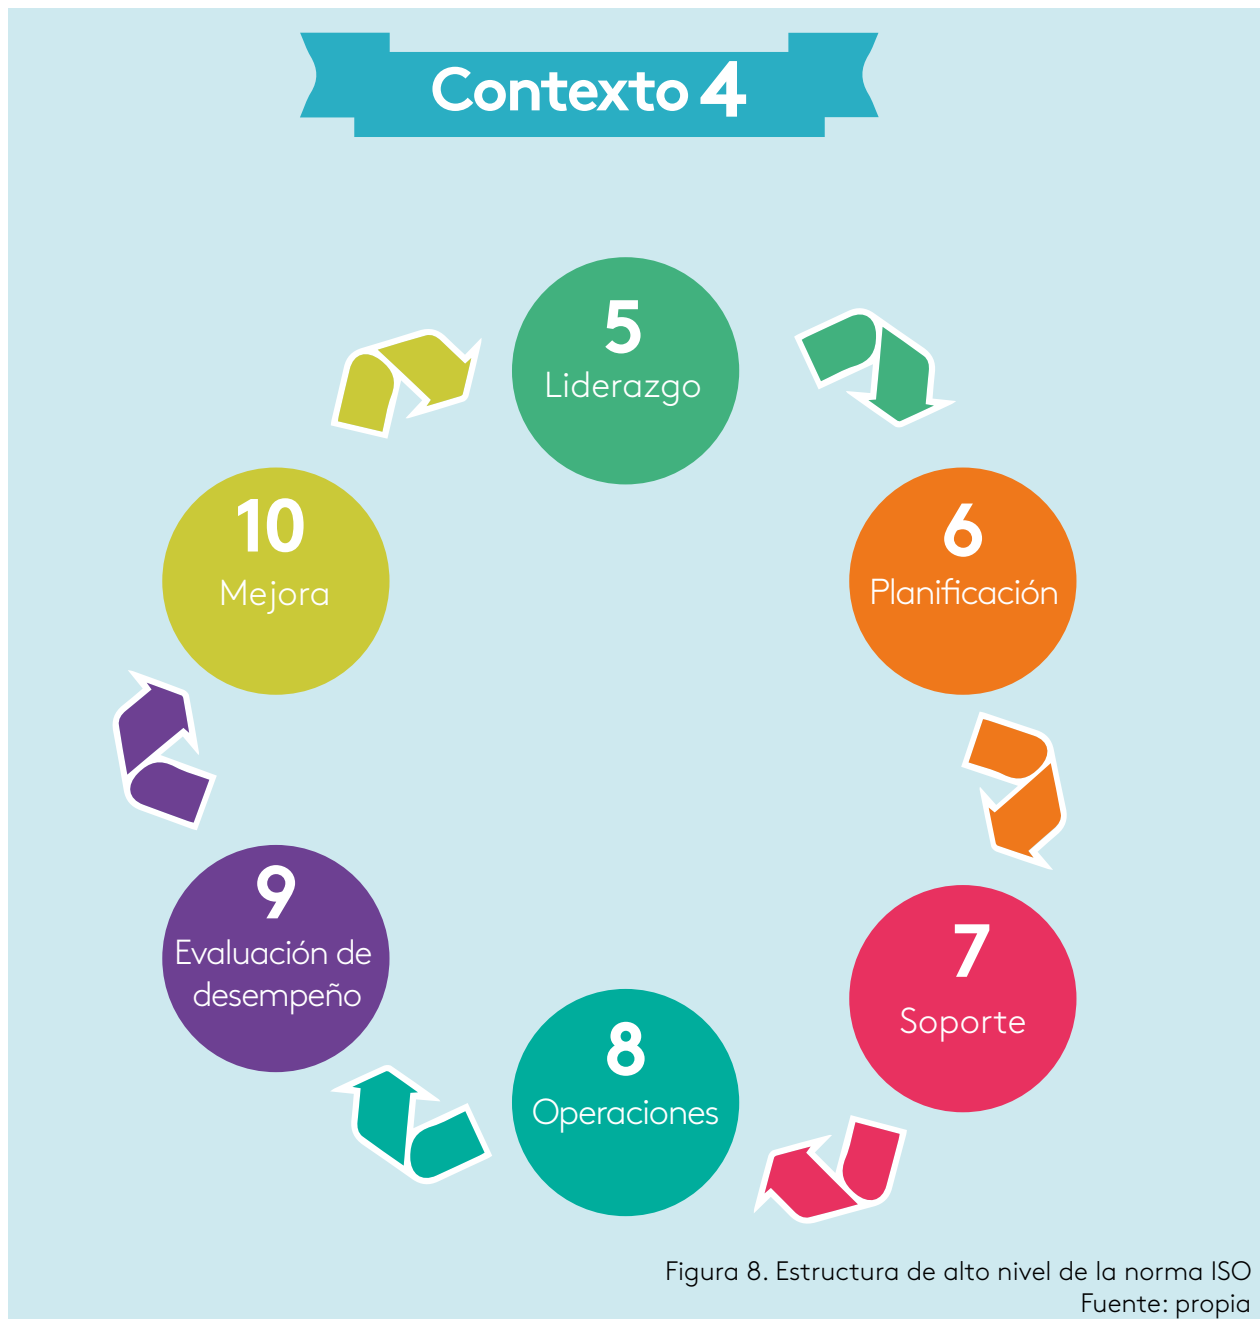 Contexto 4
5
Liderazgo
6
Planificación
7
Soporte
8
Operaciones
9
Evaluación de
desempeño
10
Mejora
Figura 8. Estructura de alto nivel de la norma ISO
Fuente: propia